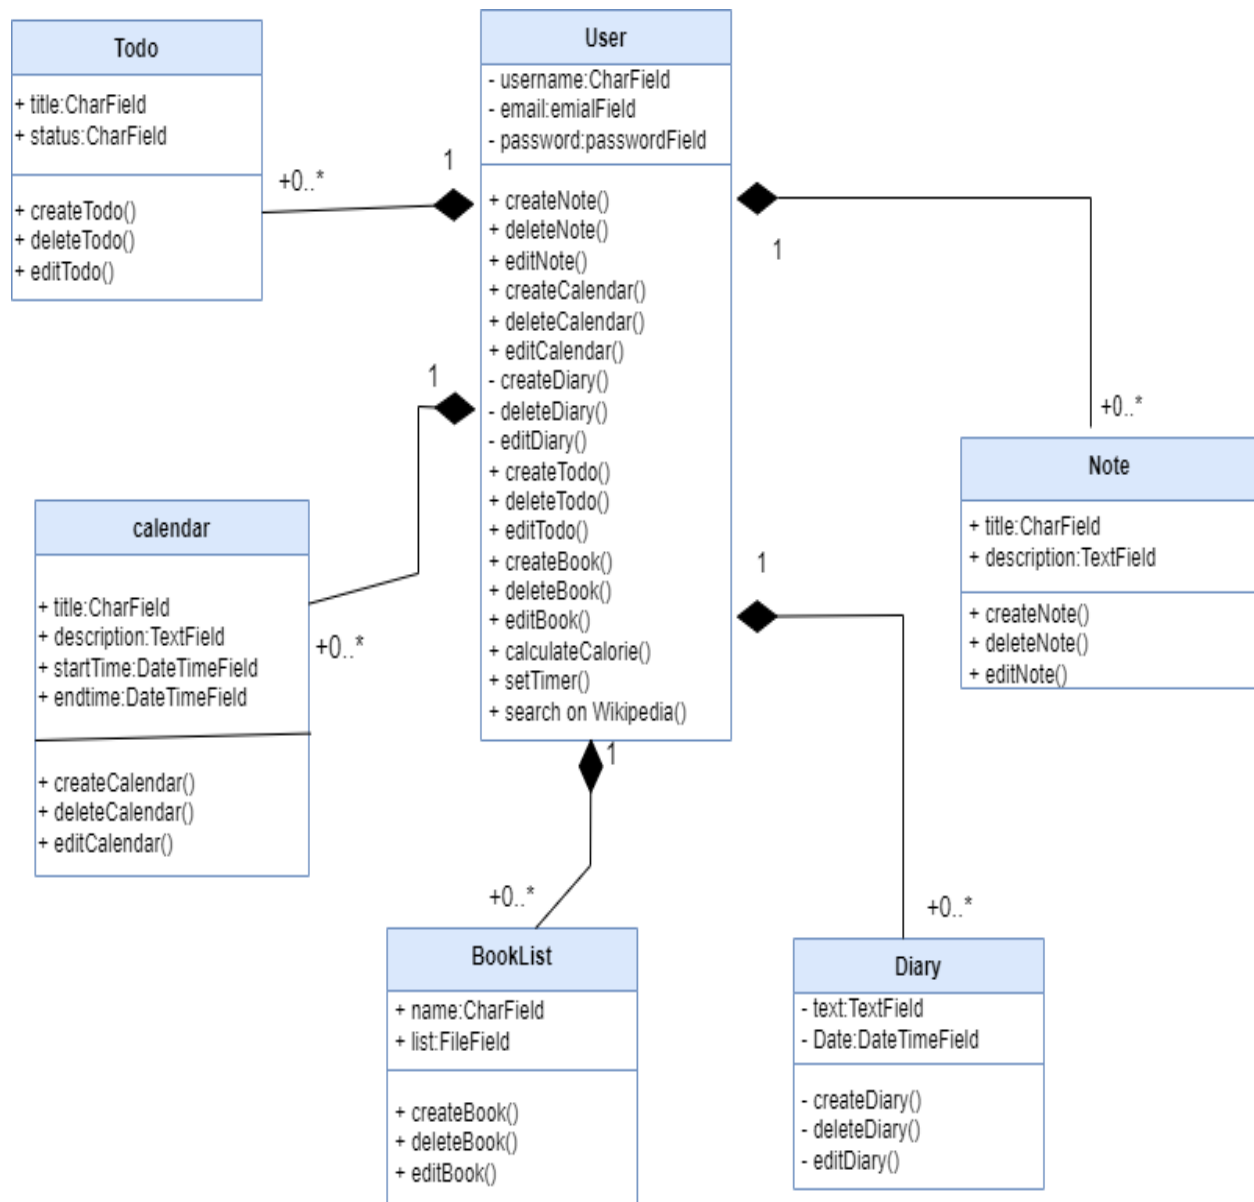 Todo
+ title:CharField
+ status:CharField
+ createTodo()
+ deleteTodo()
+ editTodo()
+0..*
1
User
- username:CharField
- email:emialField
- password:passwordField
+ createNote()
+ deleteNote()
+ editNote()
+ createCalendar()
+ deleteCalendar()
+ editCalendar()
- createDiary()
- deleteDiary()
- editDiary()
+ createTodo()
+ deleteTodo()
+ editTodo()
+ createBook()
+ deleteBook()
+ editBook()
+ calculateCalorie()
+ setTimer()
+ search on Wikipedia()
1
+0..*
Note
+ title:CharField
+ description:TextField
+ createNote()
+ deleteNote()
+ editNote()
1
+0..*
calendar
+ title:CharField
+ description:TextField
+ startTime:DateTimeField
+ endtime:DateTimeField
+ createCalendar()
+ deleteCalendar()
+ editCalendar()
1
+0..*
BookList
+ name:CharField
+ list:FileField
+ createBook()
+ deleteBook()
+ editBook()
1
+0..*
Diary
- text:TextField
- Date:DateTimeField
- createDiary()
- deleteDiary()
- editDiary()